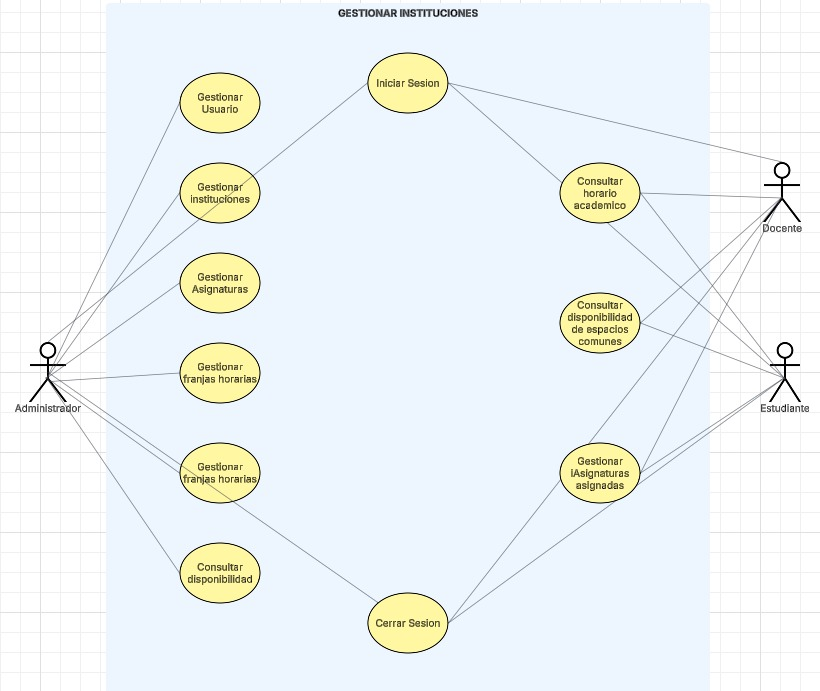 GESTIONAR INSTITUCIONES
Iniciar Sesion
Gestionar
Usuario
Gestionar
instituciones
Gestionar
Asignaturas
Gestionar
franjas horarias
Gestionar
franjas horarias
Consultar
disponibilidad
Cerrar Sesion
Consultar
horario
academico
Consultar
disponibilidad
de espacios
comunes
Gestionar
iAsignaturas
asignadas
Administrador
Docente
Estudiante